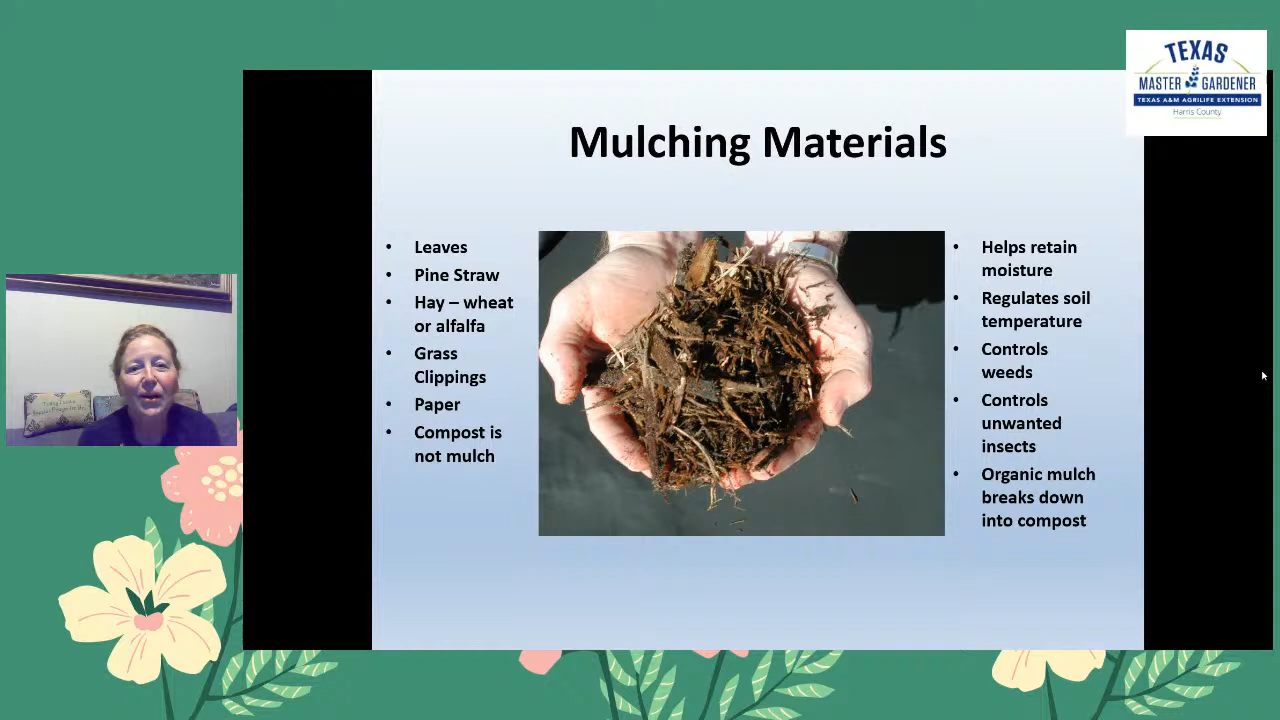 TEXAS
MASTER GARDENER
TEXAS A&M AGRILIFE EXTENSION
Harris County
Mulching Materials
• Leaves
• Pine Straw
• Hay – wheat
or alfalfa
• Grass
Clippings
• Paper
• Compost is
not mulch
• Helps retain
moisture
• Regulates soil
temperature
• Controls
weeds
• Controls
unwanted
insects
• Organic mulch
breaks down
into compost